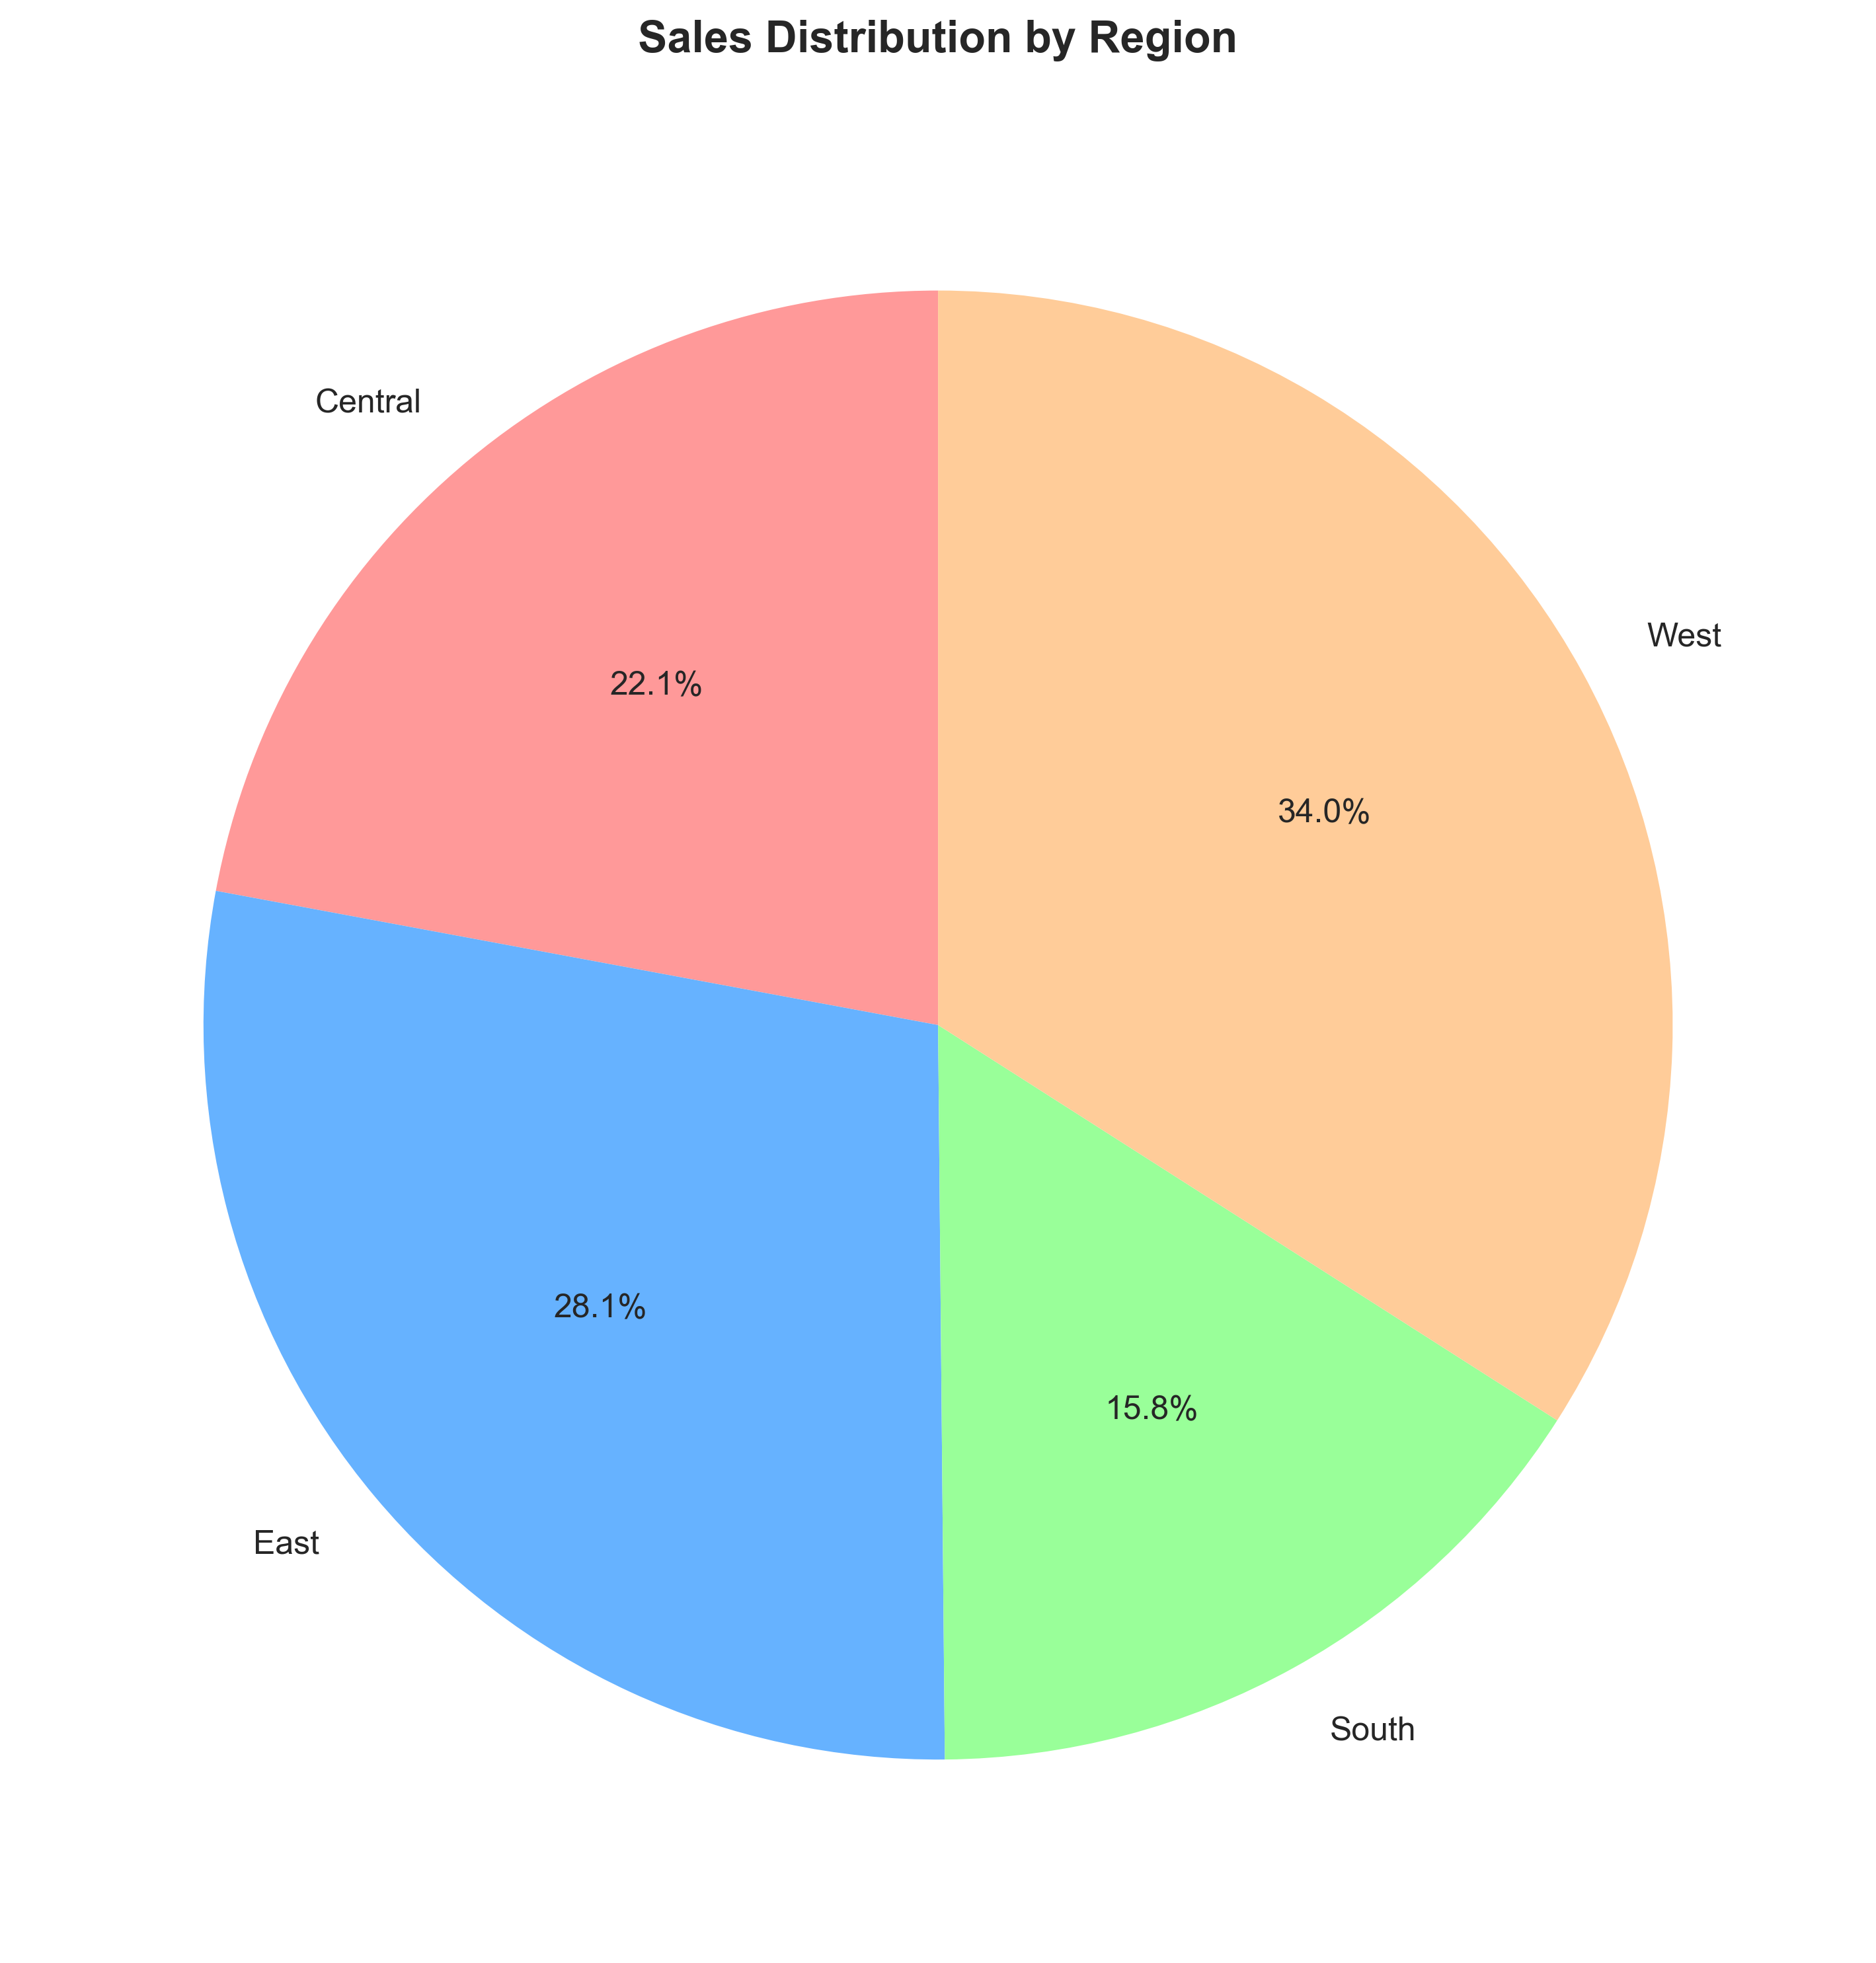 Sales Distribution by Region
Central
West
22.1%
34.0%
28.1%
15.8%
East
South